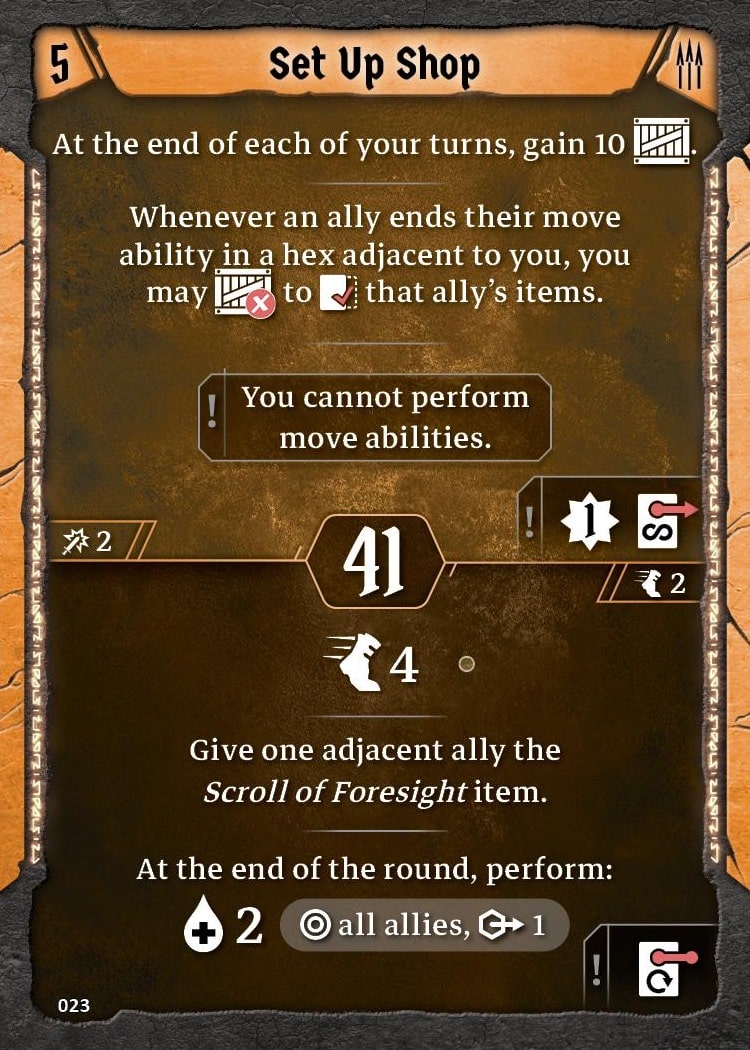 5
Set Up Shop
At the end of each of your turns, gain 10 .
Whenever an ally ends their move
ability in a hex adjacent to you, you
may to that ally's items.
! You cannot perform
move abilities.
! 1
2
41
2
4
Give one adjacent ally the
Scroll of Foresight item.
At the end of the round, perform:
2 all allies, 1
!
023